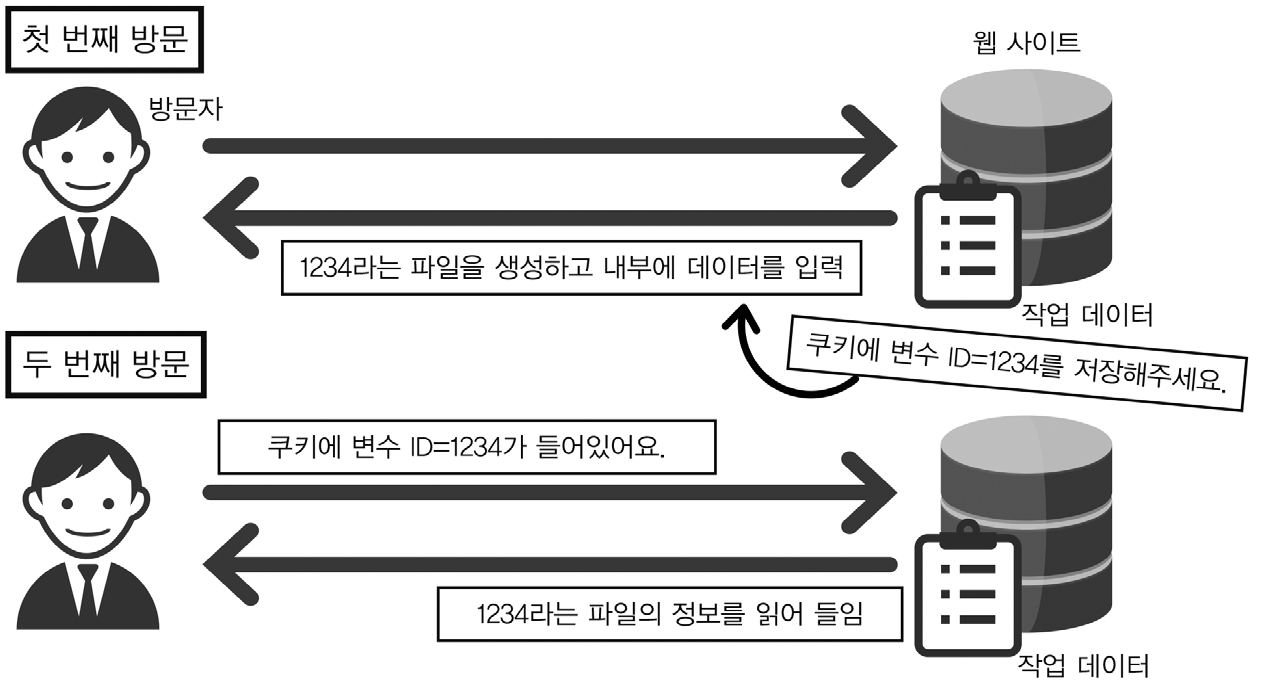 첫 번째 방문
방문자
웹 사이트
1234라는 파일을 생성하고 내부에 데이터를 입력
작업 데이터
쿠키에 변수 ID=1234를 저장해주세요.
두 번째 방문
쿠키에 변수 ID=1234가 들어있어요.
1234라는 파일의 정보를 읽어 들임
작업 데이터